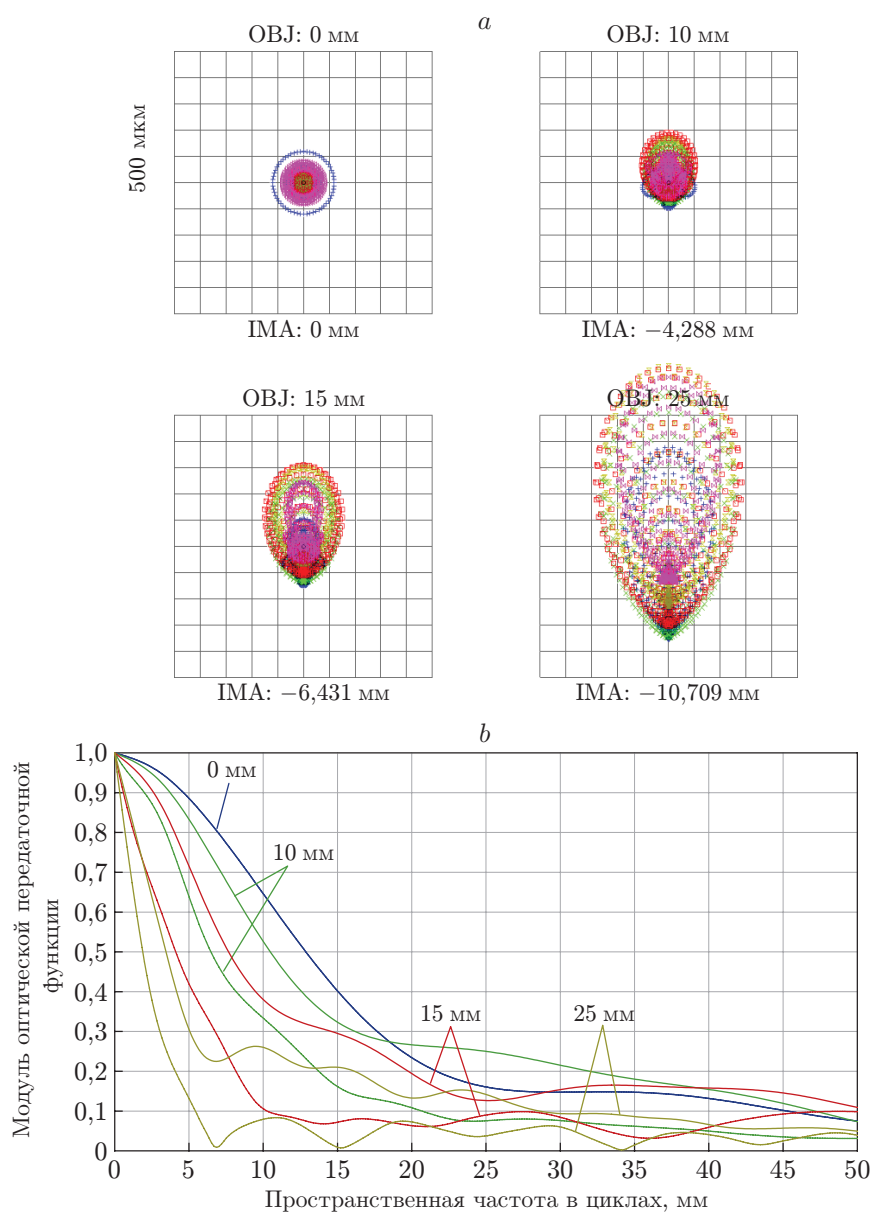 a
OBJ: 0 мм
OBJ: 10 мм
500 мкм
IMA: 0 мм
IMA: −4,288 мм
OBJ: 15 мм
OBJ: 25 мм
IMA: −6,431 мм
IMA: −10,709 мм
b
Модуль оптической передаточной
функции
1,0
0,9
0,8
0,7
0,6
0,5
0,4
0,3
0,2
0,1
0
0 мм
10 мм
15 мм
25 мм
0 5 10 15 20 25 30 35 40 45 50
Пространственная частота в циклах, мм